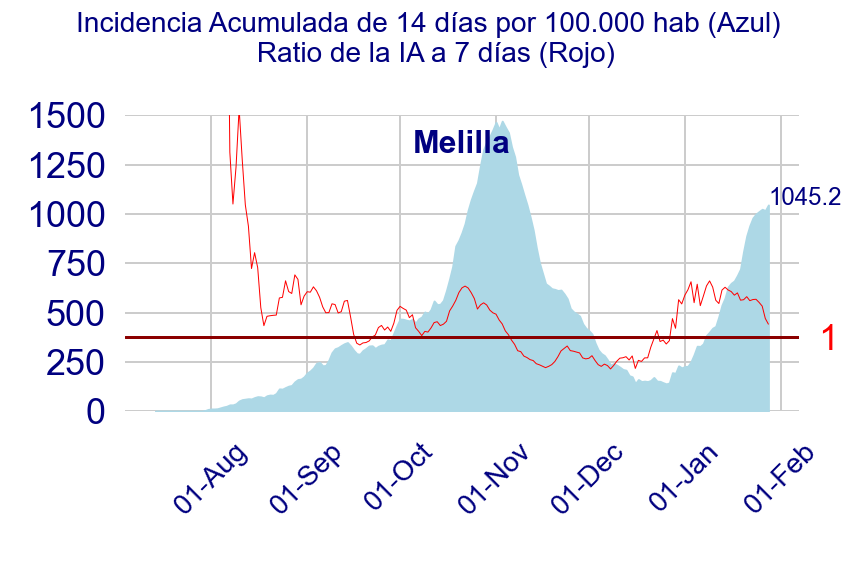 Incidencia Acumulada de 14 días por 100.000 hab (Azul)
Ratio de la IA a 7 días (Rojo)
1500
Melilla
1250
1045.2
1000
750
500
1
250
0
01-Aug
01-Sep
01-Oct
01-Nov
01-Dec
01-Jan
01-Feb